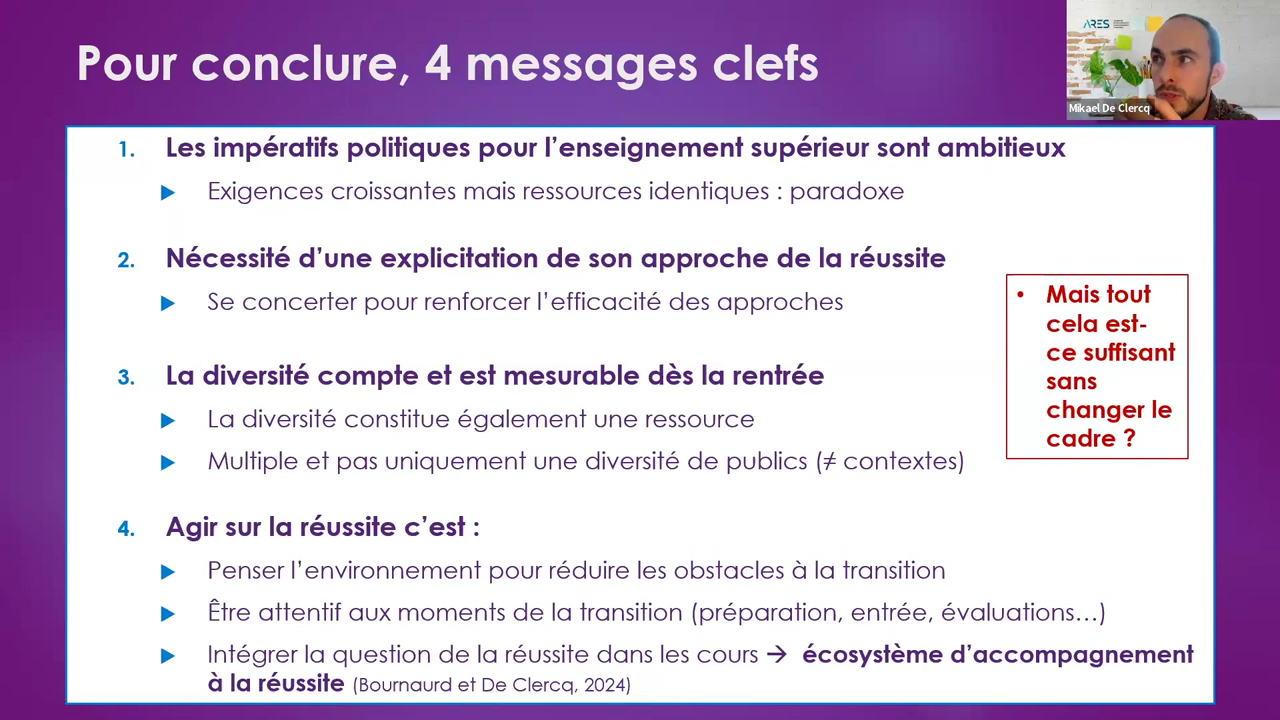 Pour conclure, 4 messages clefs
ARES
Mikael De Clercq
1. Les impératifs politiques pour l’enseignement supérieur sont ambitieux
Exigences croissantes mais ressources identiques : paradoxe
2. Nécessité d’une explicitation de son approche de la réussite
Se concerter pour renforcer l’efficacité des approches
3. La diversité compte et est mesurable dès la rentrée
La diversité constitue également une ressource
Multiple et pas uniquement une diversité de publics (≠ contextes)
• Mais tout
cela est-
ce suffisant
sans
changer le
cadre ?
4. Agir sur la réussite c’est :
Penser l’environnement pour réduire les obstacles à la transition
Être attentif aux moments de la transition (préparation, entrée, évaluations…)
Intégrer la question de la réussite dans les cours → écosystème d’accompagnement
à la réussite (Bournaurd et De Clercq, 2024)